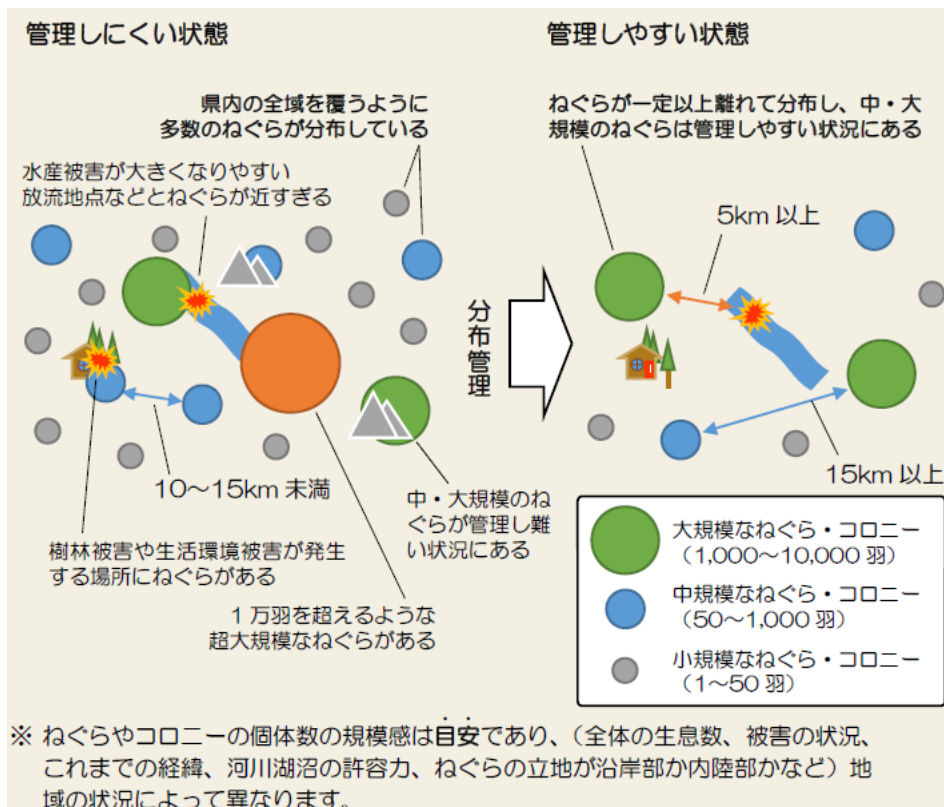 管理しにくい状態
管理しやすい状態
県内の全域を覆うように
多数のねぐらが分布している
ねぐらが一定以上離れて分布し、中・大
規模のねぐらは管理しやすい状況にある
水産被害が大きくなりやすい
放流地点などとねぐらが近すぎる
5km 以上
分布管理
10～15km 未満
15km 以上
中・大規模のね
ぐらが管理し難
い状況にある
樹林被害や生活環境被害が発生
する場所にねぐらがある
1万羽を超えるような
超大規模なねぐらがある
大規模なねぐら・コロニー
（1,000～10,000 羽）
中規模なねぐら・コロニー
（50～1,000 羽）
小規模なねぐら・コロニー
（1～50 羽）
※ ねぐらやコロニーの個体数の規模感は目安であり、（全体の生息数、被害の状況、
これまでの経緯、河川湖沼の許容力、ねぐらの立地が沿岸部か内陸部かなど）地
域の状況によって異なります。